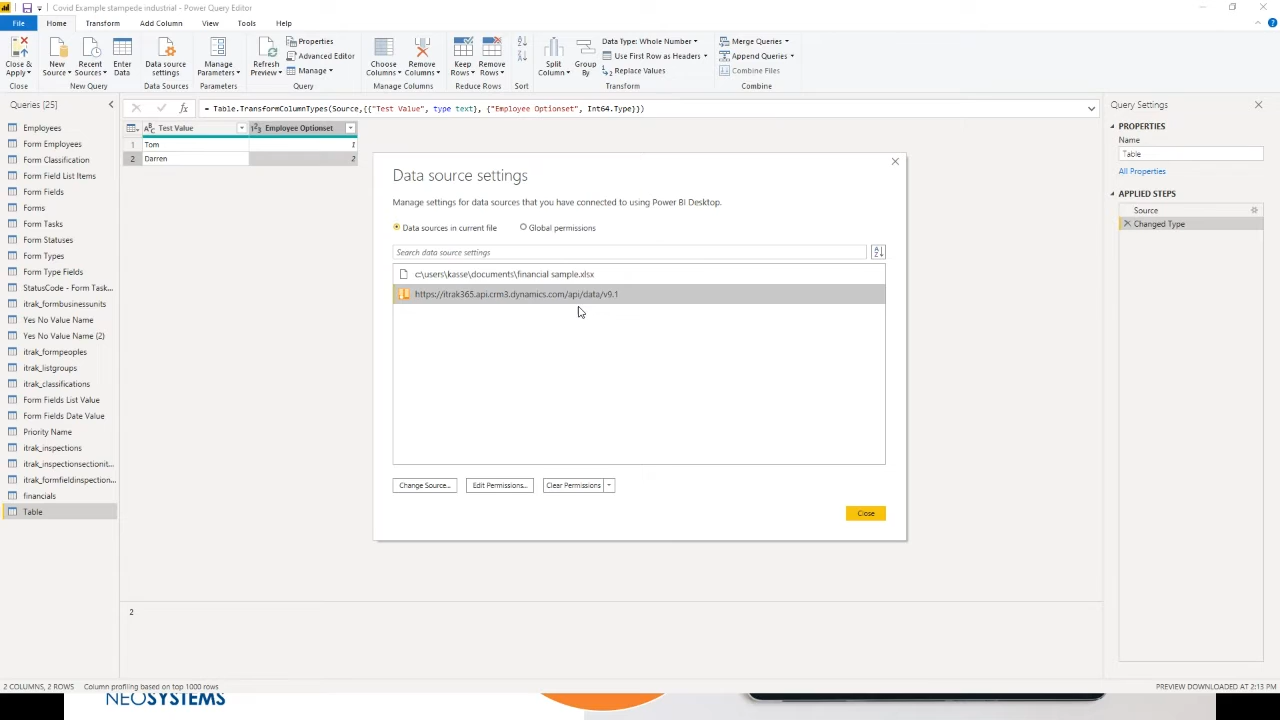 Covid Example stampede industrial - Power Query Editor
File Home Transform Add Column View Tools Help
Close & Apply
New Source
Recent Sources
Enter Data
Data source settings
Manage Parameters
Refresh Preview
Properties
Advanced Editor
Manage
Choose Columns
Remove Columns
Keep Rows
Remove Rows
Split Column
Group By
Data Type: Whole Number
Use First Row as Headers
Replace Values
Merge Queries
Append Queries
Combine Files
Close
New Query
Data Sources
Parameters
Query
Manage Columns
Reduce Rows
Sort
Transform
Combine
Queries [25]
Employees
Form Employees
Form Classification
Form Field List Items
Form Fields
Forms
Form Tasks
Form Statuses
Form Types
Form Type Fields
StatusCode - Form Task...
itrak_formbusinessunits
Yes No Value Name
Yes No Value Name (2)
itrak_formpeoples
itrak_listgroups
itrak_classifications
Form Fields List Value
Form Fields Date Value
Priority Name
itrak_inspections
itrak_inspectionsectionit...
itrak_formfieldinspection...
financials
Table
fx = Table.TransformColumnTypes(Source,{{"Test Value", type text}, {"Employee Optionset", Int64.Type}})
ABC Test Value 123 Employee Optionset
1 Tom 1
2 Darren 2
Data source settings
Manage settings for data sources that you have connected to using Power BI Desktop.
Data sources in current file Global permissions
Search data source settings
c:\users\kasse\documents\financial sample.xlsx
https://itrak365.api.crm3.dynamics.com/api/data/v9.1
Change Source... Edit Permissions... Clear Permissions
Close
Query Settings
PROPERTIES
Name
Table
All Properties
APPLIED STEPS
Source
Changed Type
2
2 COLUMNS, 2 ROWS Column profiling based on top 1000 rows PREVIEW DOWNLOADED AT 2:13 PM
NEOSYSTEMS